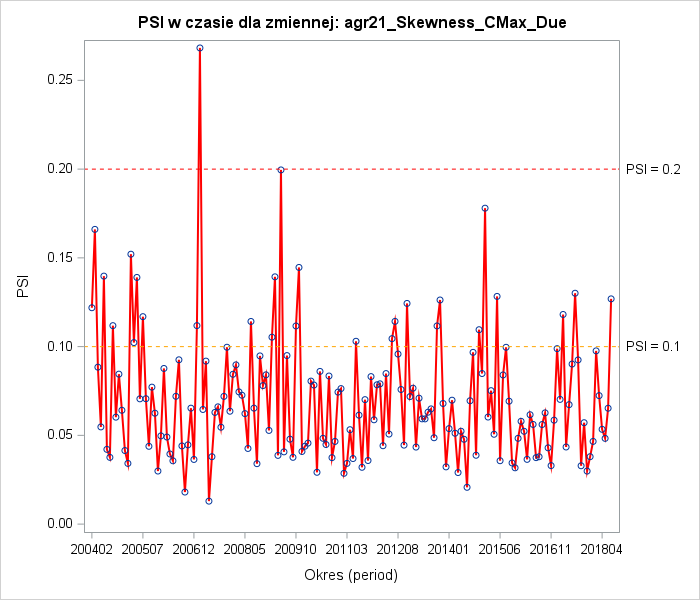 PSI w czasie dla zmiennej: agr21_Skewness_CMax_Due
0.25
0.20
PSI = 0.2
0.15
PSI
0.10
PSI = 0.1
0.05
0.00
200402 200507 200612 200805 200910 201103 201208 201401 201506 201611 201804
Okres (period)